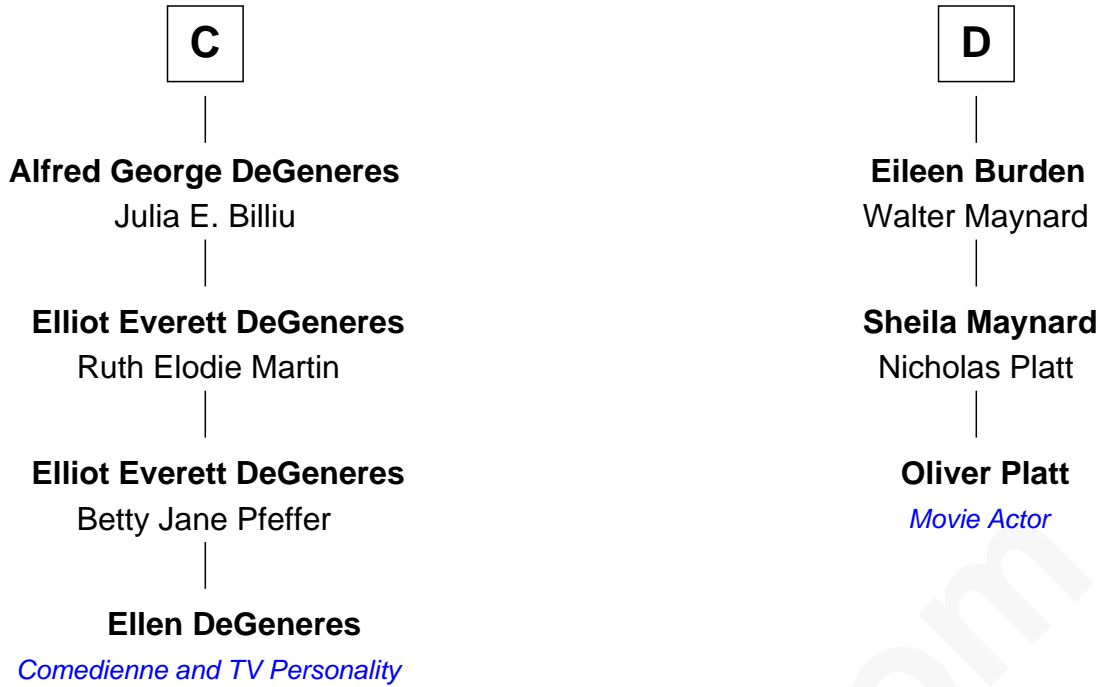 C
Alfred George DeGeneres
Julia E. Billiu
Elliot Everett DeGeneres
Ruth Elodie Martin
Elliot Everett DeGeneres
Betty Jane Pfeffer
Ellen DeGeneres
Comedienne and TV Personality
D
Eileen Burden
Walter Maynard
Sheila Maynard
Nicholas Platt
Oliver Platt
Movie Actor
om